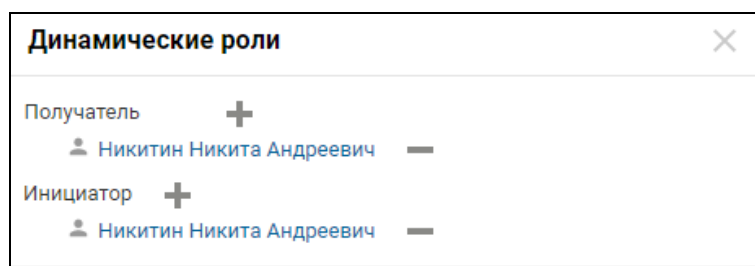 Динамические роли
Получатель
Никитин Никита Андреевич
Инициатор
Никитин Никита Андреевич